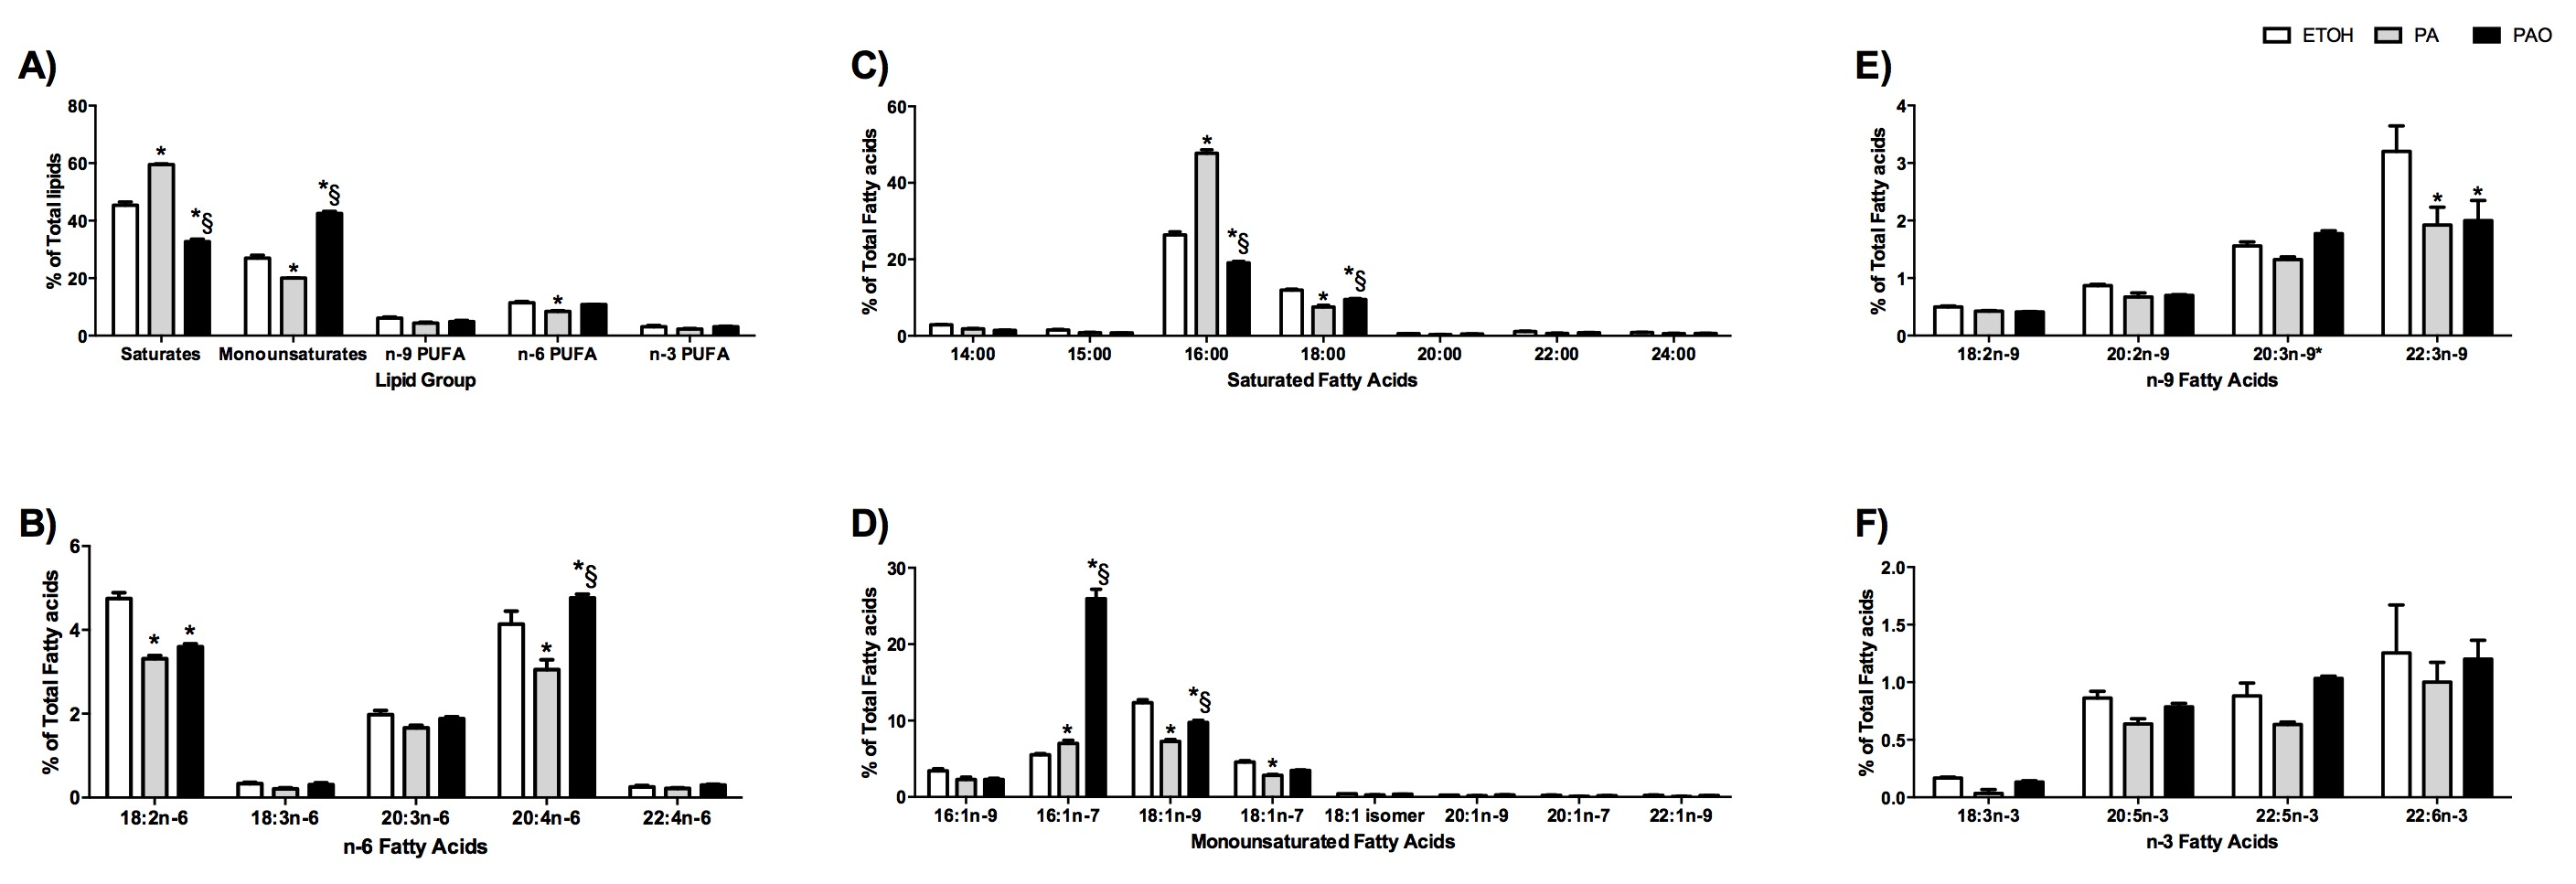 ETOH PA PAO
A)
80
60
40
20
0
% of Total lipids
* *§ * *§ *
Saturates Monounsaturates n-9 PUFA n-6 PUFA n-3 PUFA
Lipid Group
C)
60
40
20
0
% of Total Fatty acids
* *§ * *§
14:00 15:00 16:00 18:00 20:00 22:00 24:00
Saturated Fatty Acids
E)
4
3
2
1
0
% of Total Fatty acids
* *
18:2n-9 20:2n-9 20:3n-9* 22:3n-9
n-9 Fatty Acids
B)
6
4
2
0
% of Total Fatty acids
* * * *§
18:2n-6 18:3n-6 20:3n-6 20:4n-6 22:4n-6
n-6 Fatty Acids
D)
30
20
10
0
% of Total Fatty acids
* *§ * *§ *
16:1n-9 16:1n-7 18:1n-9 18:1n-7 18:1 isomer 20:1n-9 20:1n-7 22:1n-9
Monounsaturated Fatty Acids
F)
2.0
1.5
1.0
0.5
0.0
% of Total Fatty acids
18:3n-3 20:5n-3 22:5n-3 22:6n-3
n-3 Fatty Acids